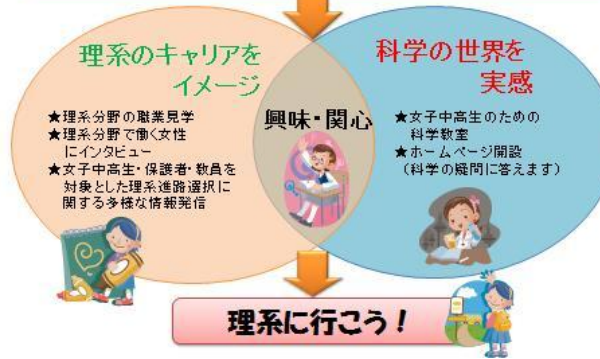 理系のキャリアを
イメージ
★理系分野の職業見学
★理系分野で働く女性
にインタビュー
★女子中高生・保護者・教員を
対象とした理系進路選択に
関する多様な情報発信
興味・関心
科学の世界を
実感
★女子中高生のための
科学教室
★ホームページ開設
(科学の疑問に答えます)
理系に行こう!